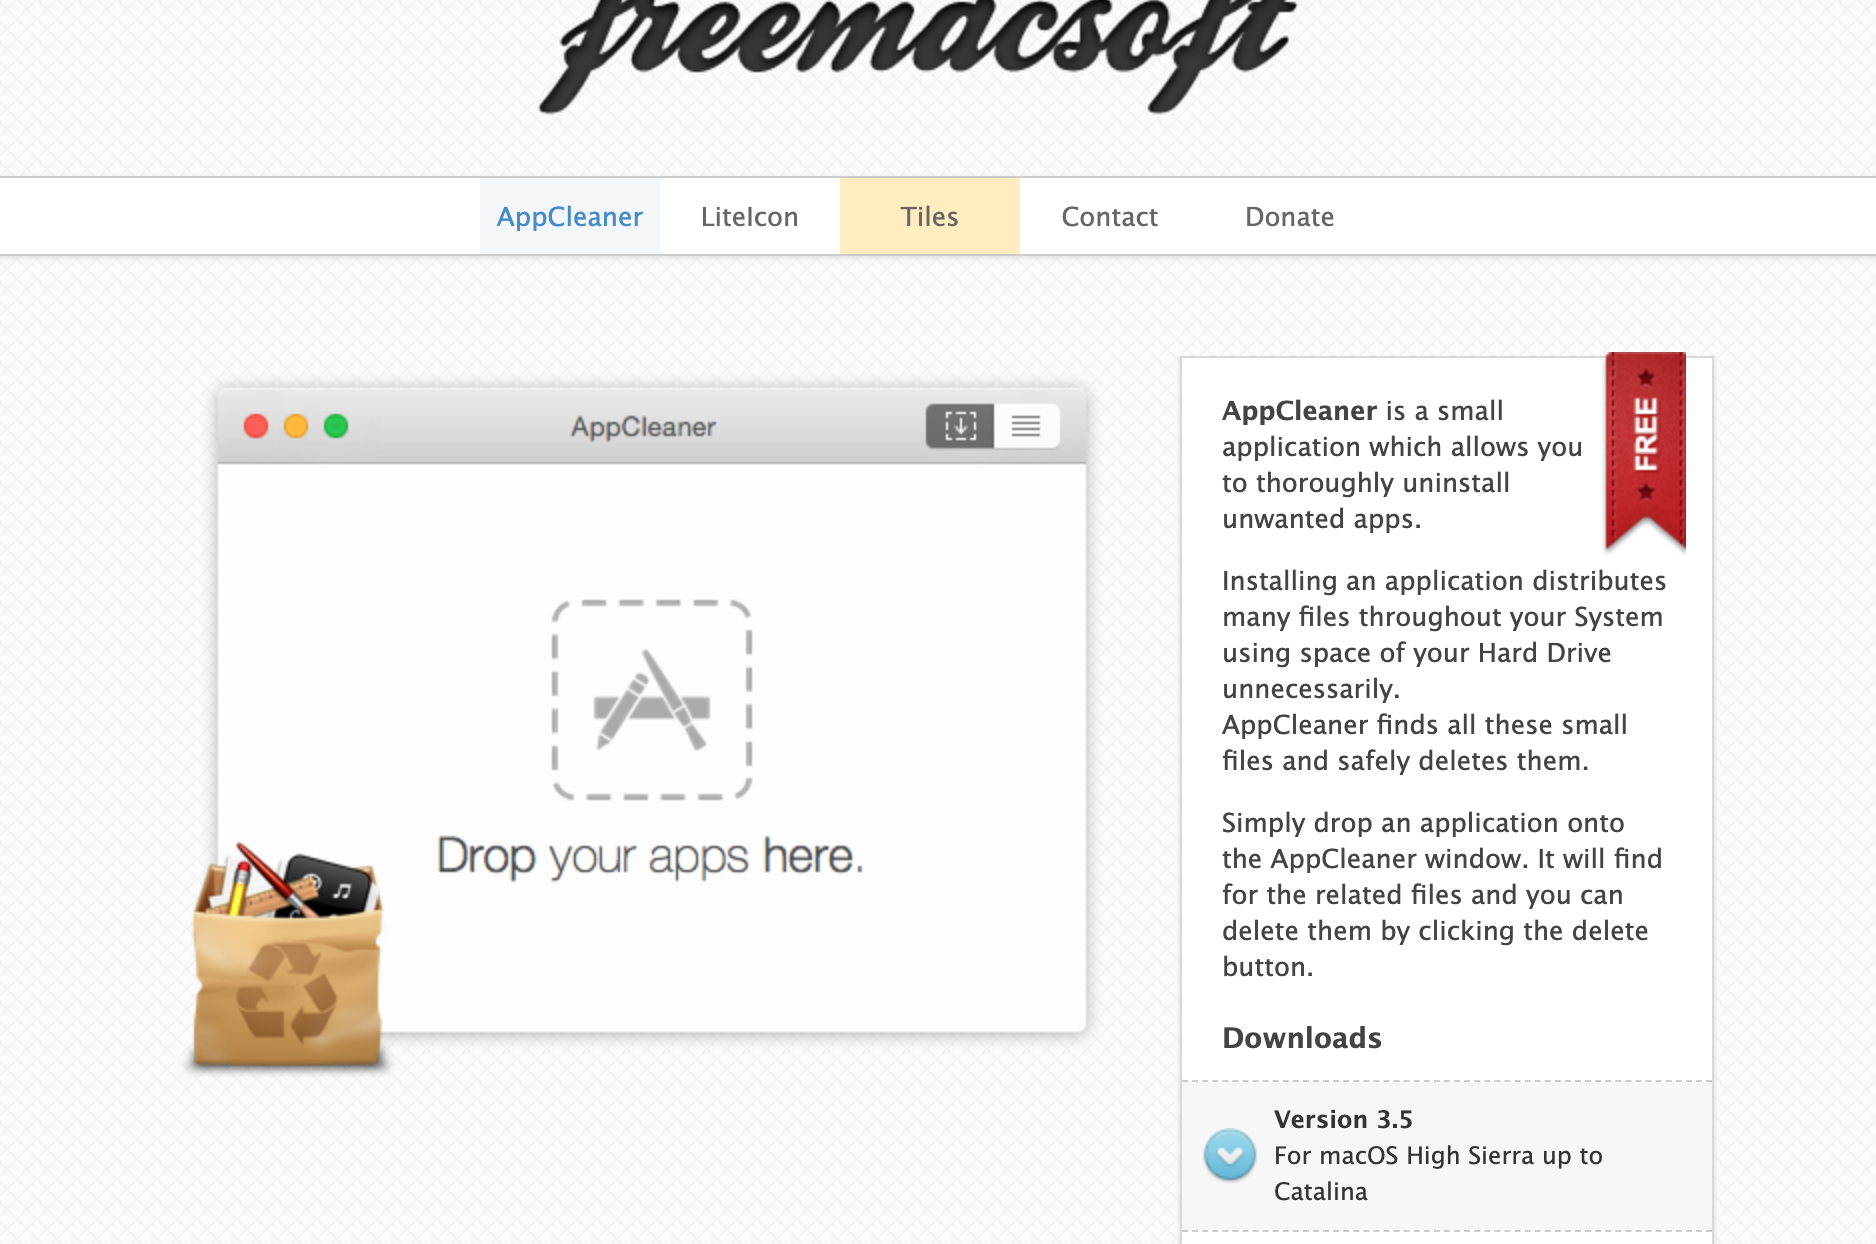 freemacsoft
AppCleaner
LiteIcon
Tiles
Contact
Donate
AppCleaner
Drop your apps here.
FREE
AppCleaner is a small
application which allows you
to thoroughly uninstall
unwanted apps.
Installing an application distributes
many files throughout your System
using space of your Hard Drive
unnecessarily.
AppCleaner finds all these small
files and safely deletes them.
Simply drop an application onto
the AppCleaner window. It will find
for the related files and you can
delete them by clicking the delete
button.
Downloads
Version 3.5
For macOS High Sierra up to
Catalina